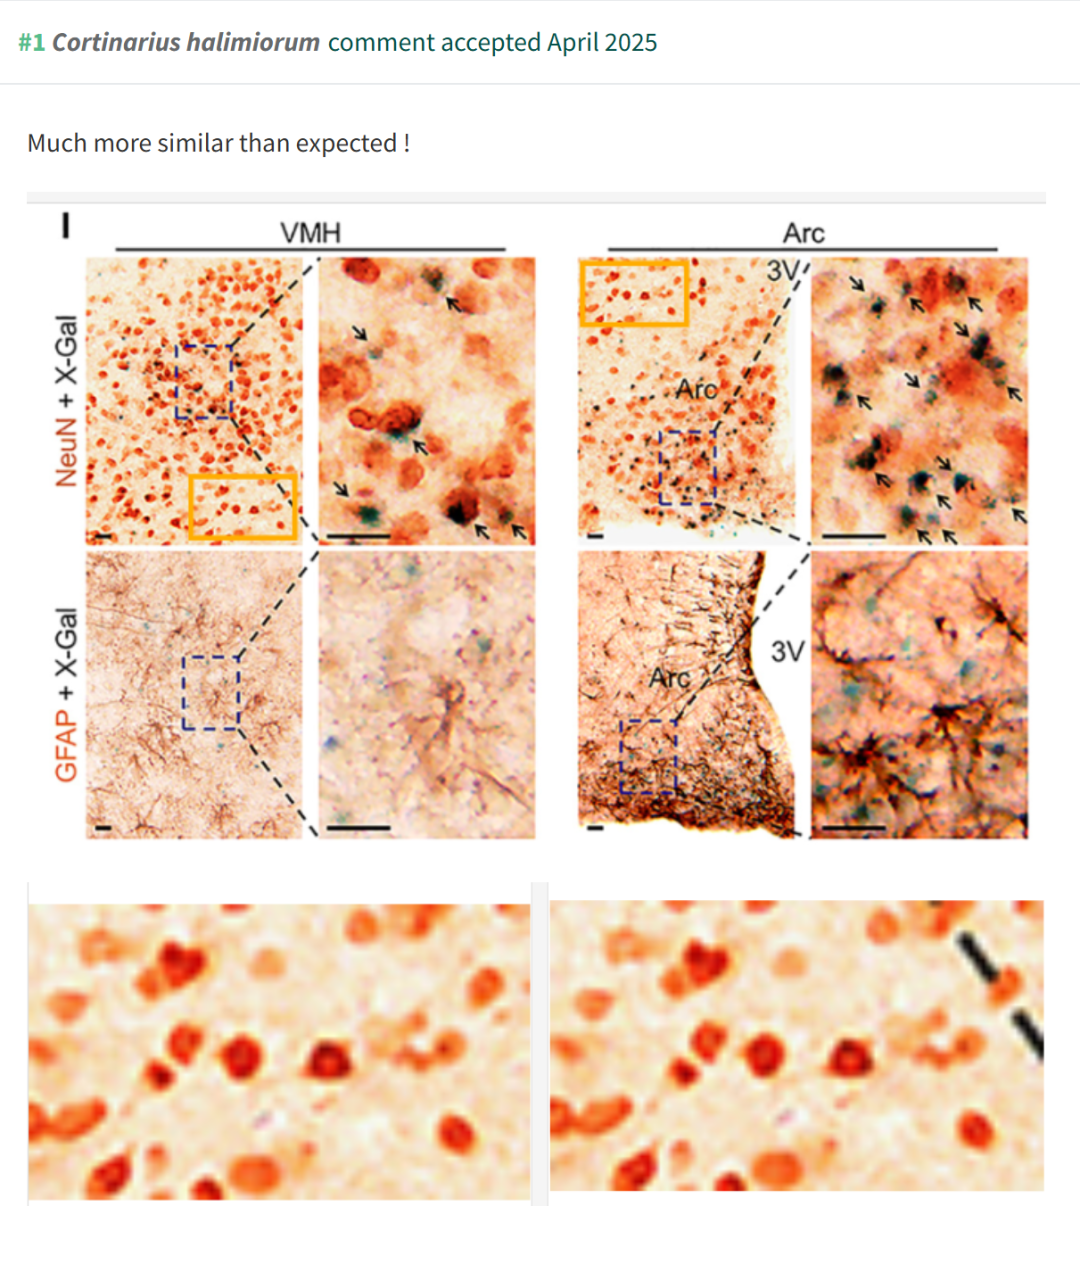 #1 Cortinarius halimiorum comment accepted April 2025
Much more similar than expected !
I
VMH
Arc
NeuN + X-Gal
3V
Arc
GFAP + X-Gal
Arc
3V